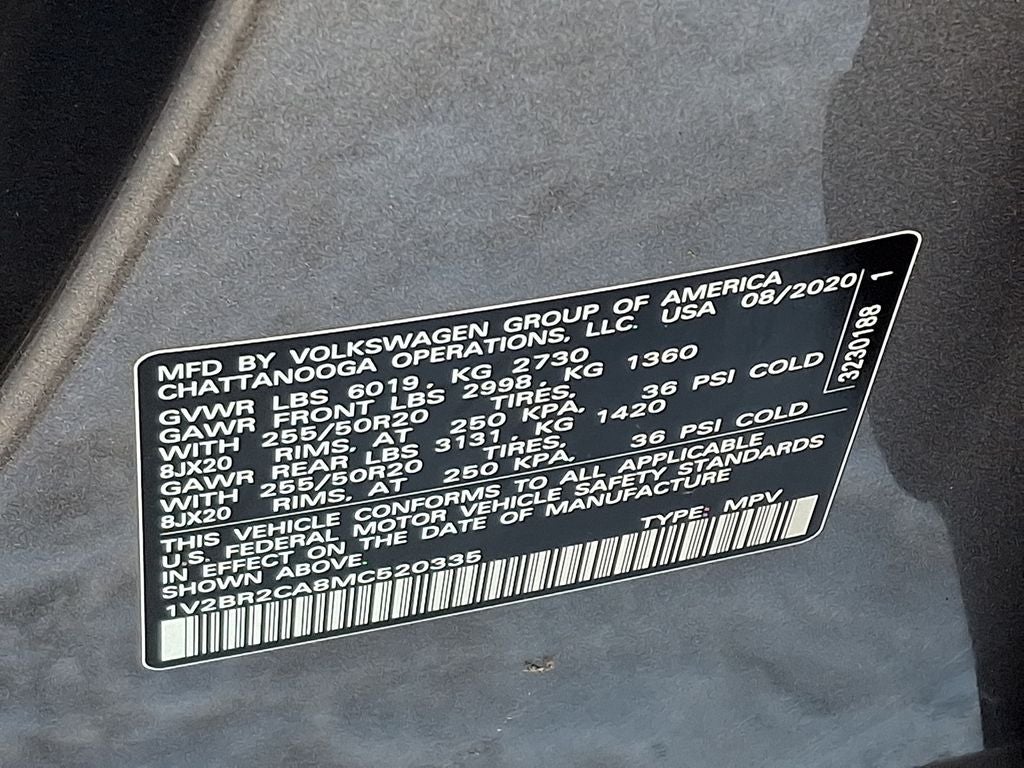 MFD BY VOLKSWAGEN GROUP OF AMERICA
CHATTANOOGA OPERATIONS, LLC. USA 08/2020
GVWR LBS 6019, KG 2730
GAWR FRONT LBS 2998, KG 1360
WITH 255/50R20 TIRES,
8JX20 RIMS, AT 250 KPA, 36 PSI COLD
GAWR REAR LBS 3131, KG 1420
WITH 255/50R20 TIRES,
8JX20 RIMS, AT 250 KPA, 36 PSI COLD
THIS VEHICLE CONFORMS TO ALL APPLICABLE
U.S. FEDERAL MOTOR VEHICLE SAFETY STANDARDS
IN EFFECT ON THE DATE OF MANUFACTURE
SHOWN ABOVE.
TYPE: MPV
1V2BR2CA8MC520335
3230188 1